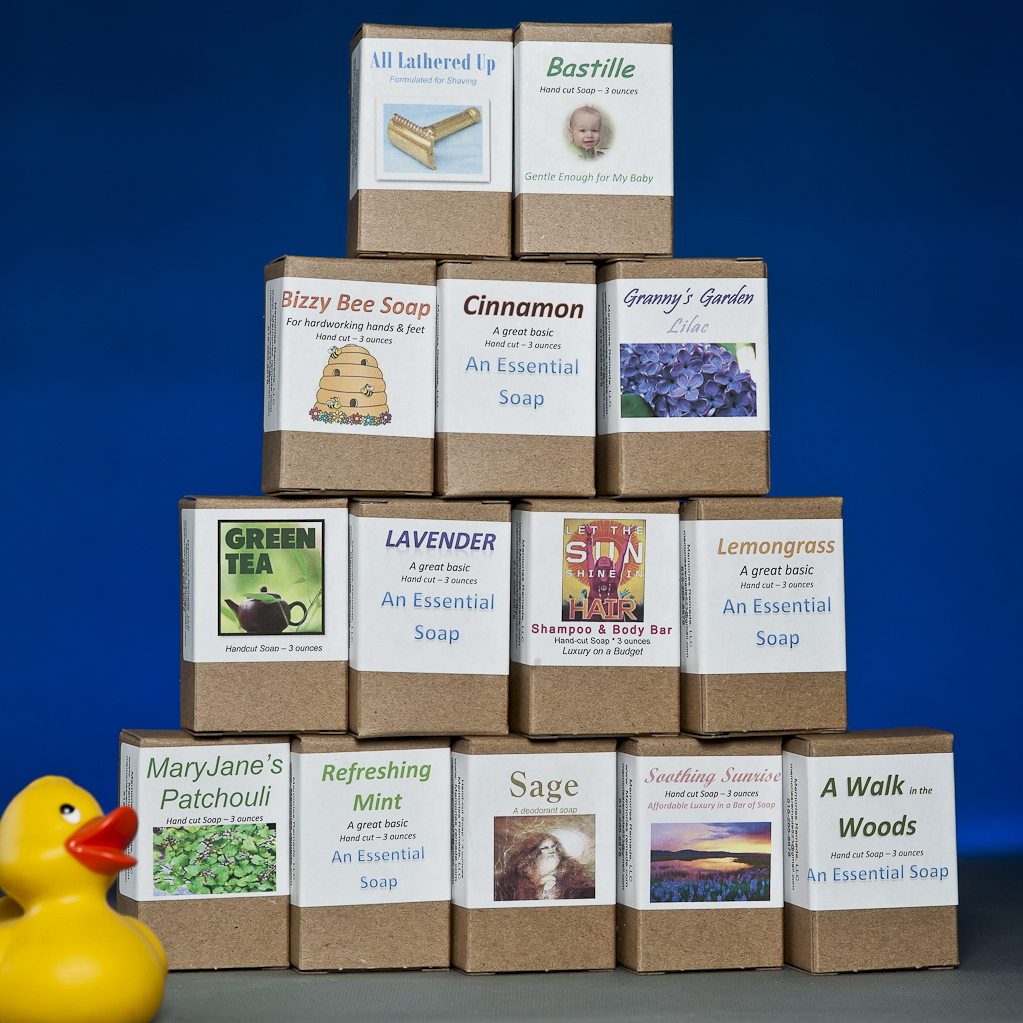 All Lathered Up
Formulated for Shaving
Bastille
Hand cut Soap – 3 ounces
Gentle Enough for My Baby
Bizzy Bee Soap
For hardworking hands & feet
Hand cut – 3 ounces
Cinnamon
A great basic
Hand cut – 3 ounces
An Essential
Soap
Granny's Garden
Lilac
GREEN
TEA
Handcut Soap – 3 ounces
LAVENDER
A great basic
Hand cut – 3 ounces
An Essential
Soap
LET THE
SUN
SHINE IN
HAIR
Shampoo & Body Bar
Hand-cut Soap * 3 ounces
Luxury on a Budget
Lemongrass
A great basic
Hand cut – 3 ounces
An Essential
Soap
MaryJane's
Patchouli
Hand cut Soap – 3 ounces
Refreshing
Mint
A great basic
Hand cut – 3 ounces
An Essential
Soap
Sage
A deodorant soap
Soothing Sunrise
Hand cut Soap – 3 ounces
Affordable Luxury in a Bar of Soap
A Walk in the
Woods
Hand cut Soap – 3 ounces
An Essential Soap